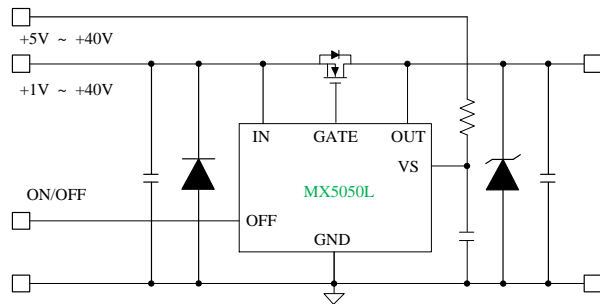 +5V ~ +40V
+1V ~ +40V
IN GATE OUT
VS
MX5050L
ON/OFF
OFF
GND